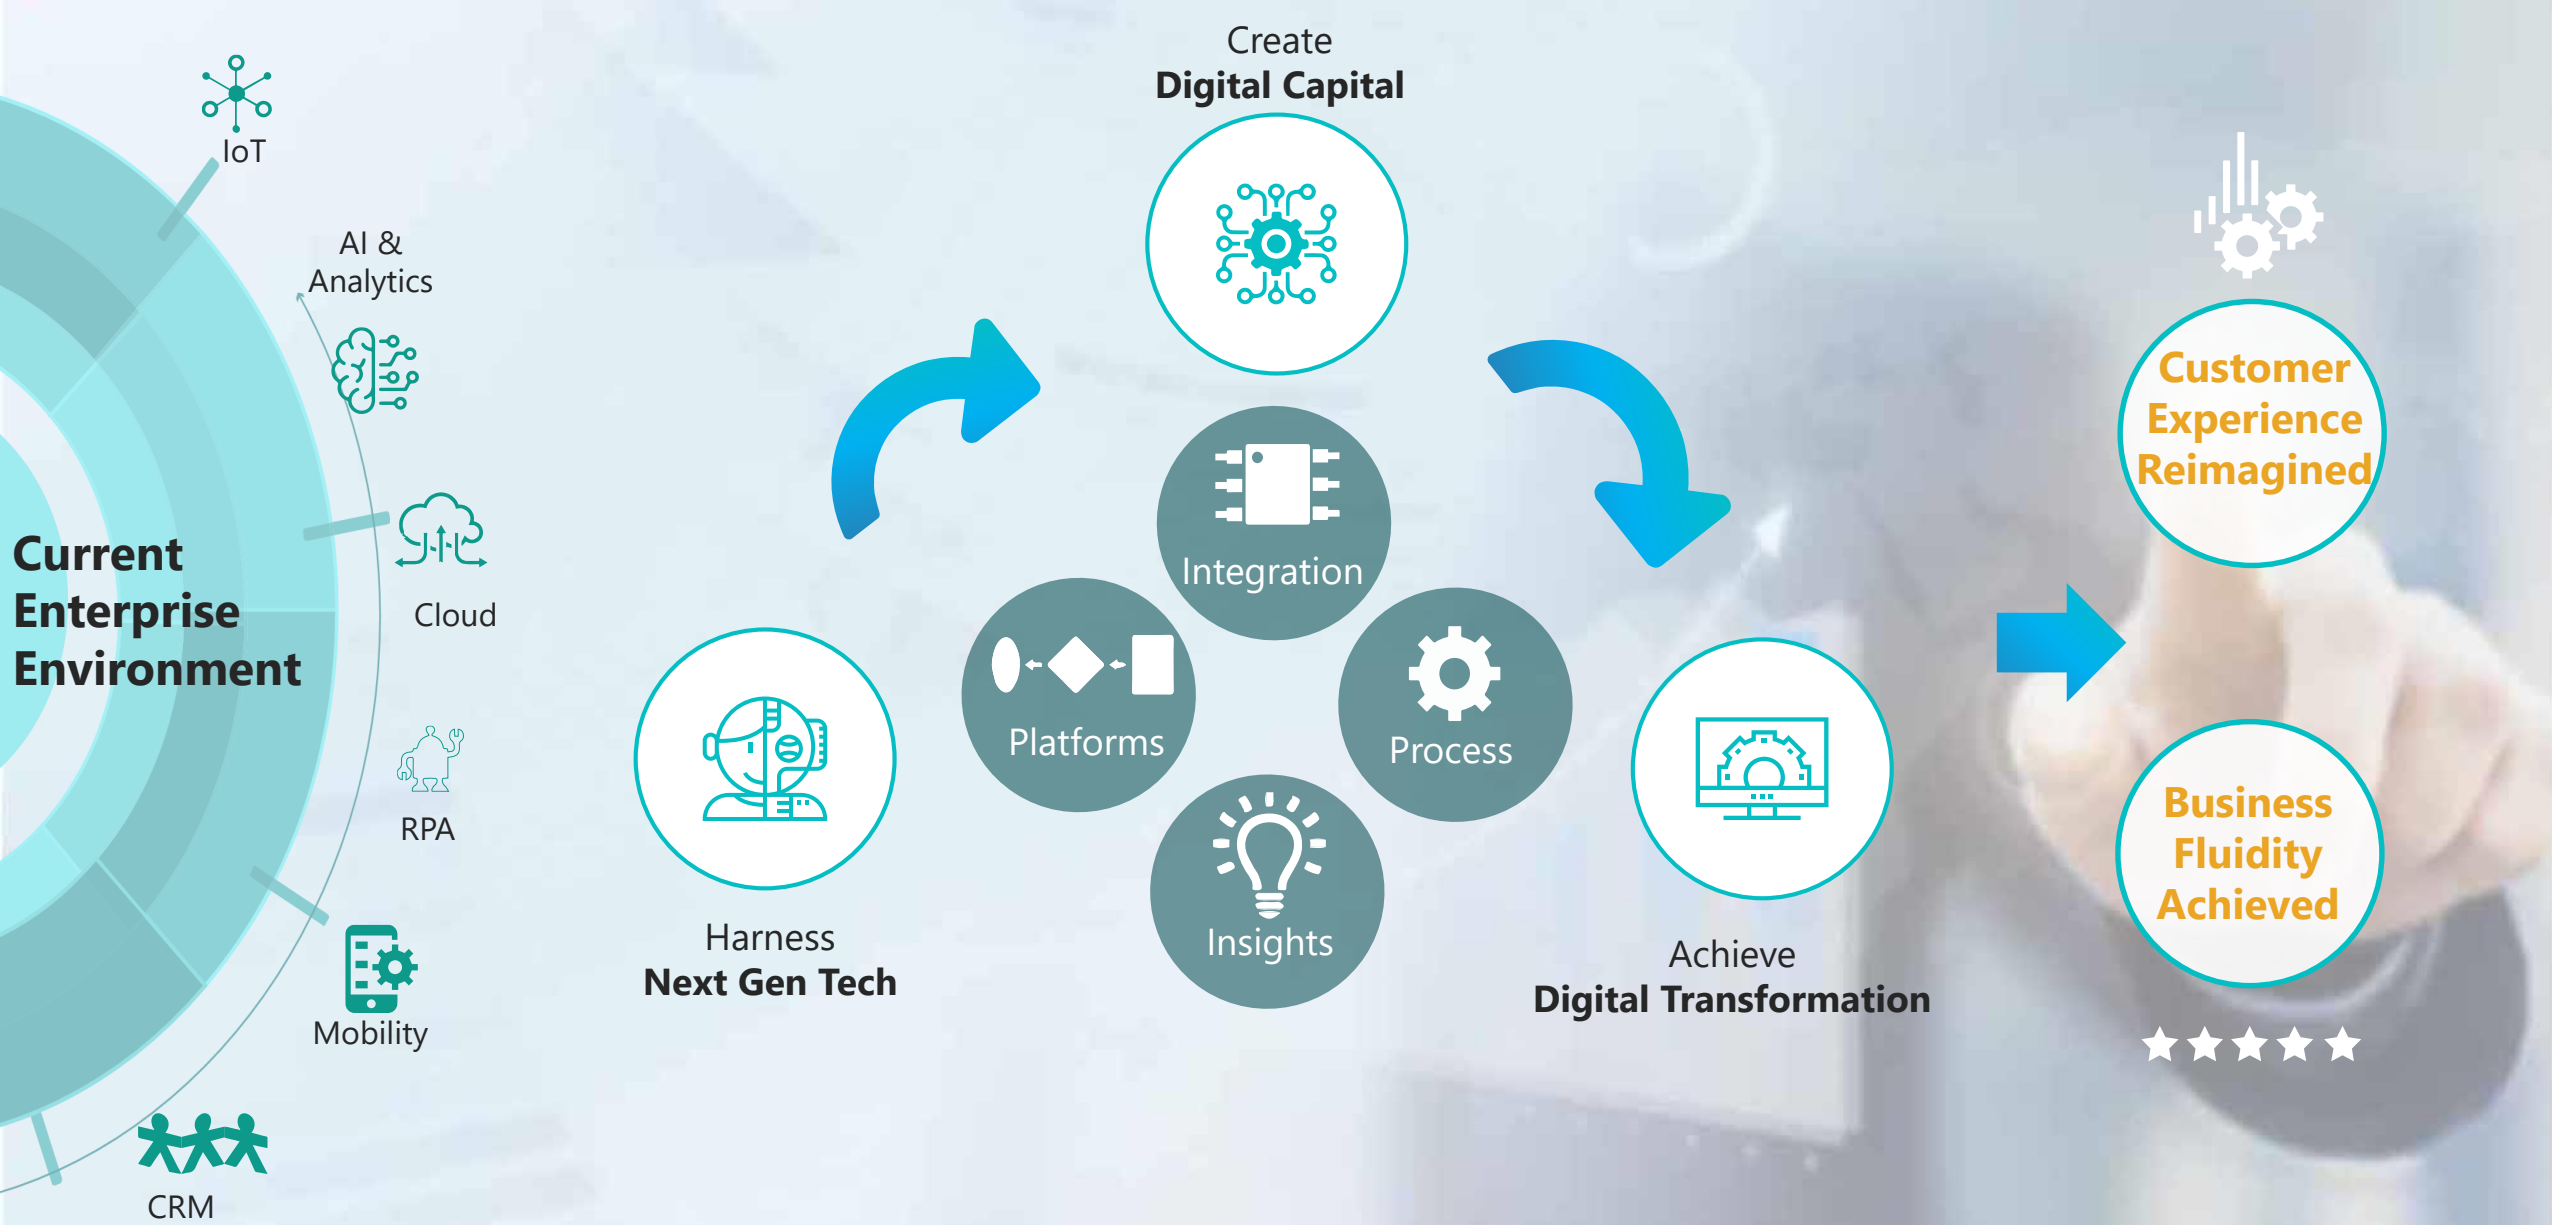 IoT
AI &
Analytics
Cloud
Current
Enterprise
Environment
RPA
Mobility
CRM
Harness
Next Gen Tech
Create
Digital Capital
Integration
Platforms
Process
Insights
Achieve
Digital Transformation
Customer
Experience
Reimagined
Business
Fluidity
Achieved